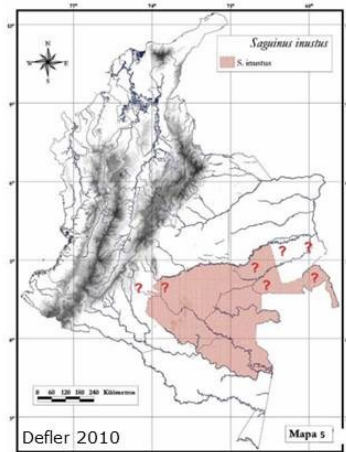 Saguinus inustus
S. inustus
N
W
E
S
?
?
?
?
?
?
?
0 60 120 180 240 Kilómetros
Defler 2010
Mapa 5